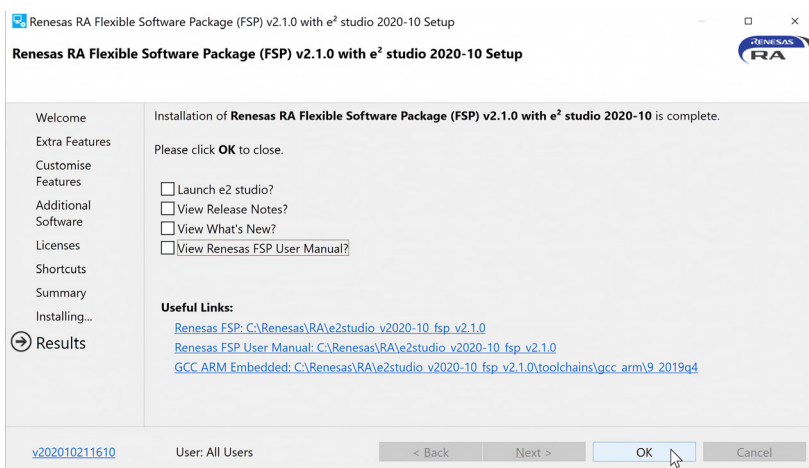 Renesas RA Flexible Software Package (FSP) v2.1.0 with e² studio 2020-10 Setup
Renesas RA Flexible Software Package (FSP) v2.1.0 with e² studio 2020-10 Setup
RENESAS
RA
Welcome
Extra Features
Customise
Features
Additional
Software
Licenses
Shortcuts
Summary
Installing...
Results
Installation of Renesas RA Flexible Software Package (FSP) v2.1.0 with e² studio 2020-10 is complete.
Please click OK to close.
Launch e2 studio?
View Release Notes?
View What's New?
View Renesas FSP User Manual?
Useful Links:
Renesas FSP: C:\Renesas\RA\e2studio_v2020-10_fsp_v2.1.0
Renesas FSP User Manual: C:\Renesas\RA\e2studio_v2020-10_fsp_v2.1.0
GCC ARM Embedded: C:\Renesas\RA\e2studio_v2020-10_fsp_v2.1.0\toolchains\gcc_arm\9_2019q4
v202010211610
User: All Users
< Back
Next >
OK
Cancel